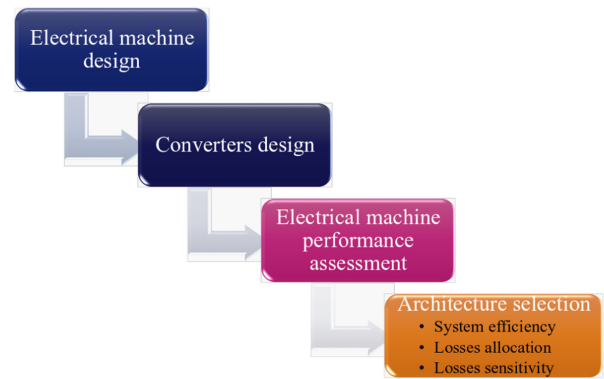 Electrical machine
design
Converters design
Electrical machine
performance
assessment
Architecture selection
• System efficiency
• Losses allocation
• Losses sensitivity